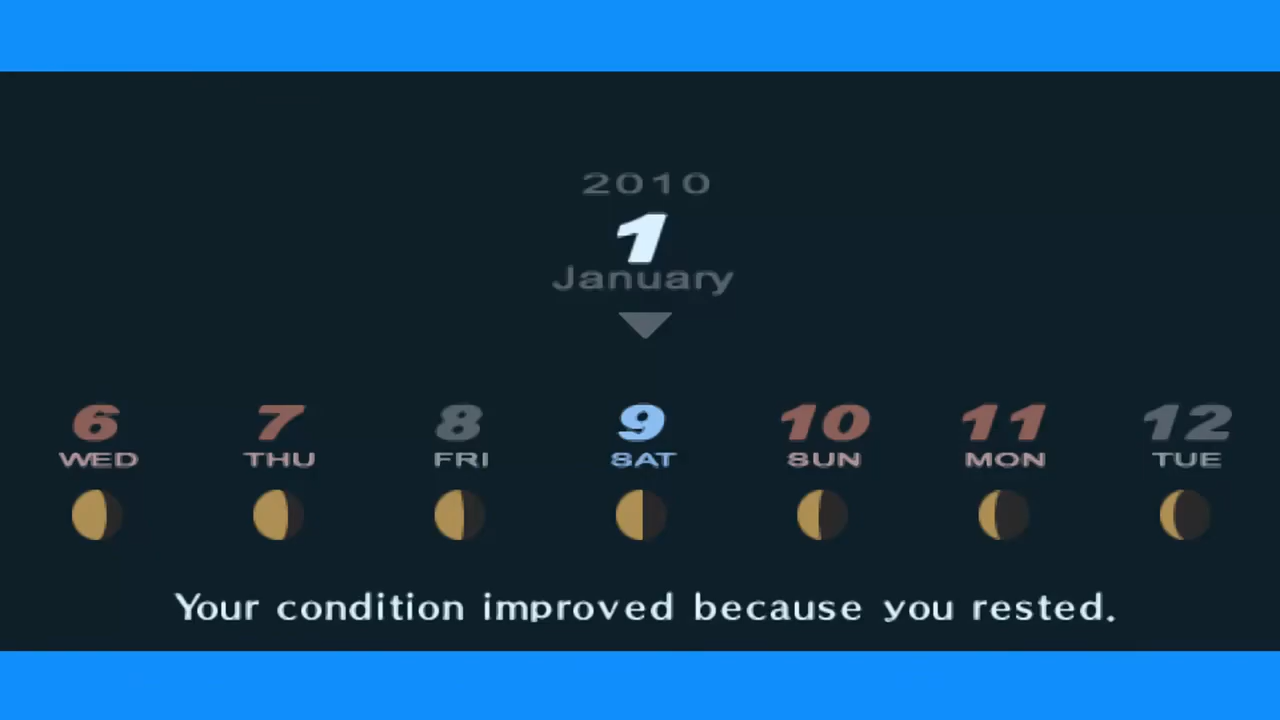 2010
1
January
6 7 8 9 10 11 12
WED THU FRI SAT SUN MON TUE
Your condition improved because you rested.